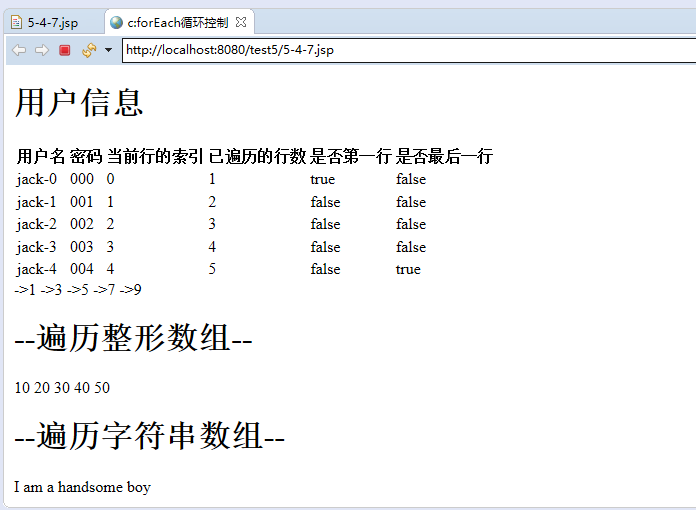 5-4-7.jsp c:forEach循环控制
http://localhost:8080/test5/5-4-7.jsp
用户信息
用户名 密码 当前行的索引 已遍历的行数 是否第一行 是否最后一行
jack-0 000 0 1 true false
jack-1 001 1 2 false false
jack-2 002 2 3 false false
jack-3 003 3 4 false false
jack-4 004 4 5 false true
->1 ->3 ->5 ->7 ->9
--遍历整形数组--
10 20 30 40 50
--遍历字符串数组--
I am a handsome boy